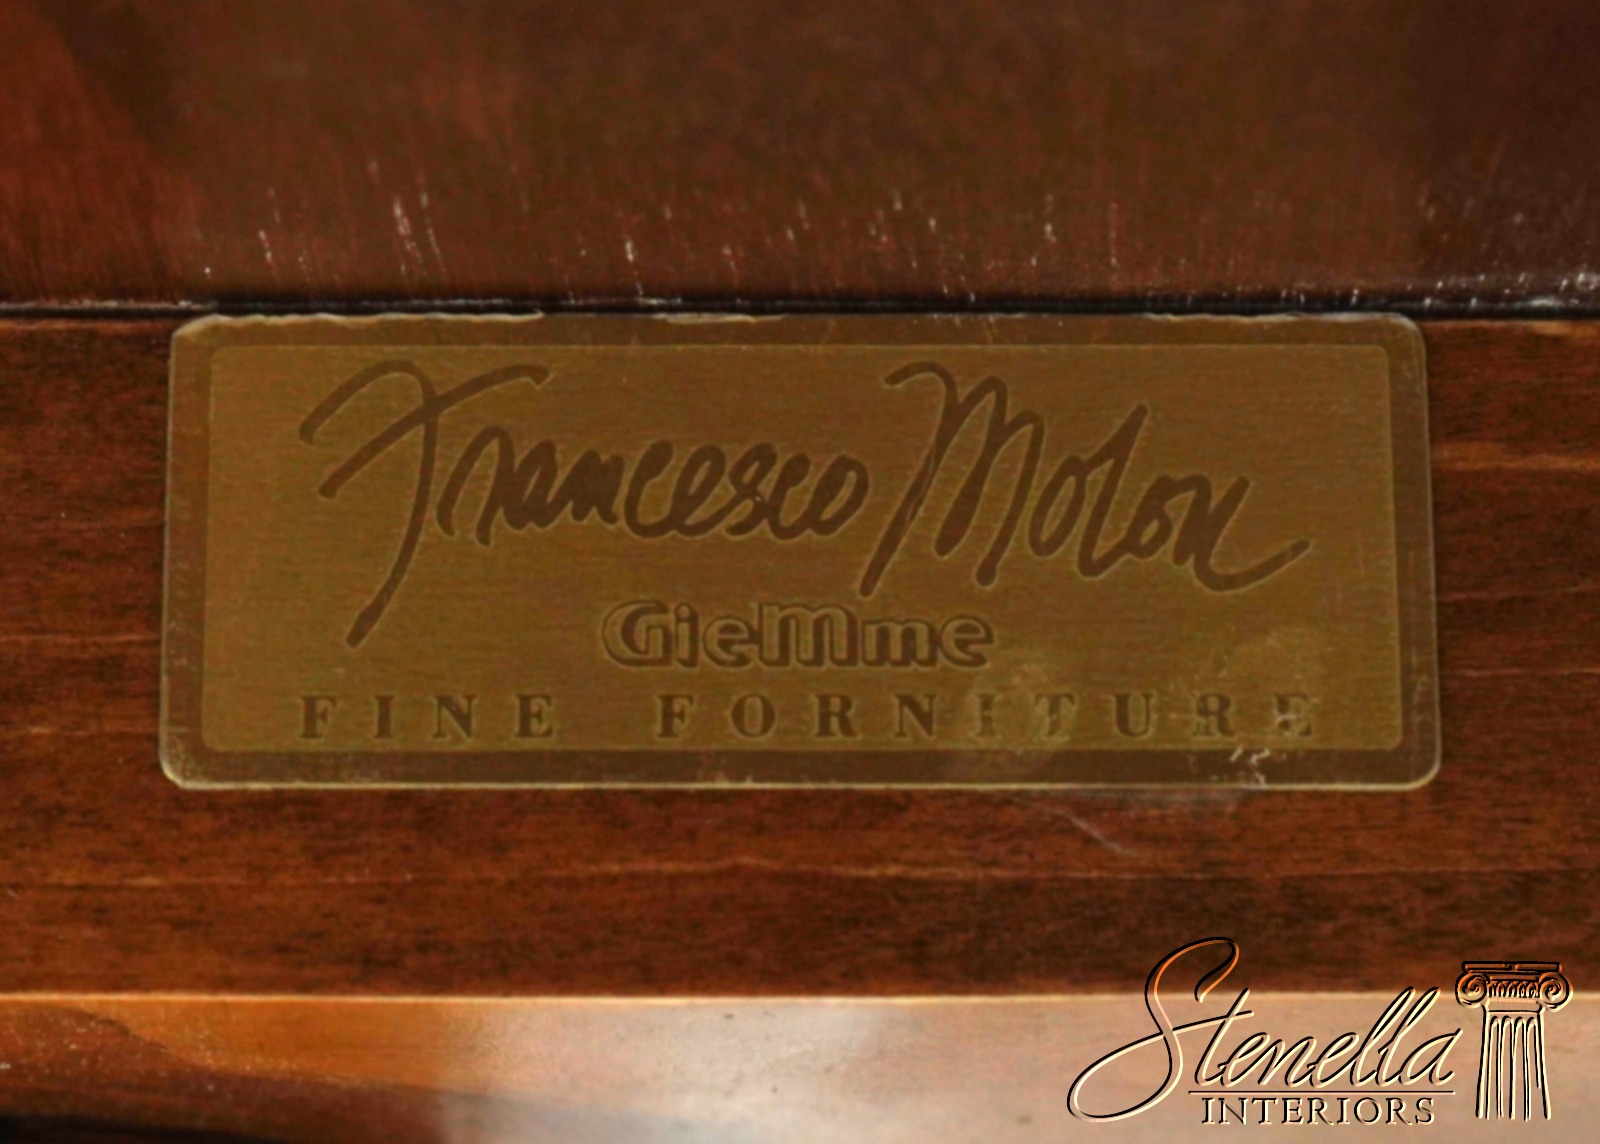 Francesco Molon
GieMme
FINE FORNITURE
Stenella
INTERIORS